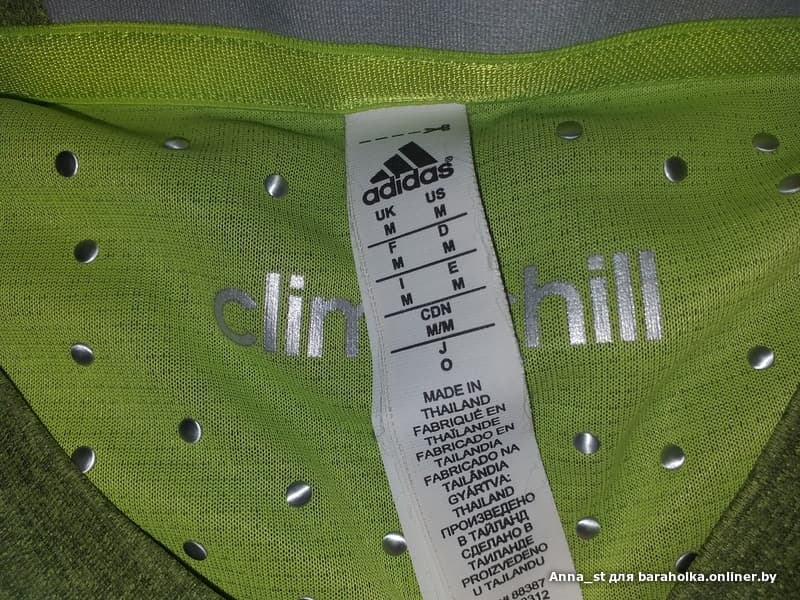 adidas®
UK US
M M
F D
M M
I E
M M
CDN
M/M
J
O
MADE IN
THAILAND
FABRIQUÉ EN
THAÏLANDE
FABRICADO EN
TAILANDIA
FABRICADO NA
TAILÂNDIA
GYÁRTVA:
THAILAND
ПРОИЗВЕДЕНО
В ТАЙЛАНД
СДЕЛАНО В
ТАИЛАНДЕ
PROIZVEDENO
U TAJLANDU
88387
clim chill
Anna_st для baraholka.onliner.by